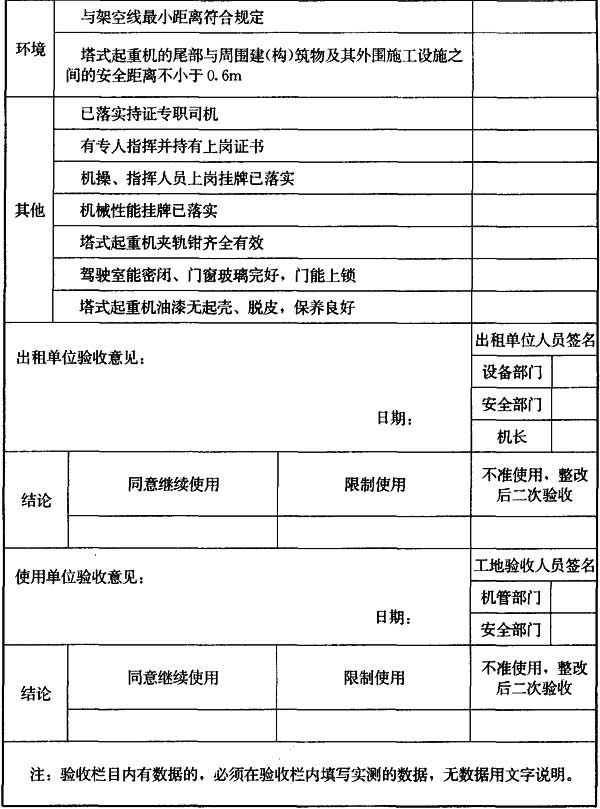 环境
与架空线最小距离符合规定
塔式起重机的尾部与周围建(构)筑物及其外围施工设施之
间的安全距离不小于0.6m
其他
已落实持证专职司机
有专人指挥并持有上岗证书
机操、指挥人员上岗挂牌已落实
机械性能挂牌已落实
塔式起重机夹轨钳齐全有效
驾驶室能密闭、门窗玻璃完好，门能上锁
塔式起重机油漆无起壳、脱皮，保养良好
出租单位验收意见：
日期：
出租单位人员签名
设备部门
安全部门
机长
结论
同意继续使用
限制使用
不准使用，整改
后二次验收
使用单位验收意见：
日期：
工地验收人员签名
机管部门
安全部门
结论
同意继续使用
限制使用
不准使用，整改
后二次验收
注：验收栏目内有数据的，必须在验收栏内填写实测的数据，无数据用文字说明。